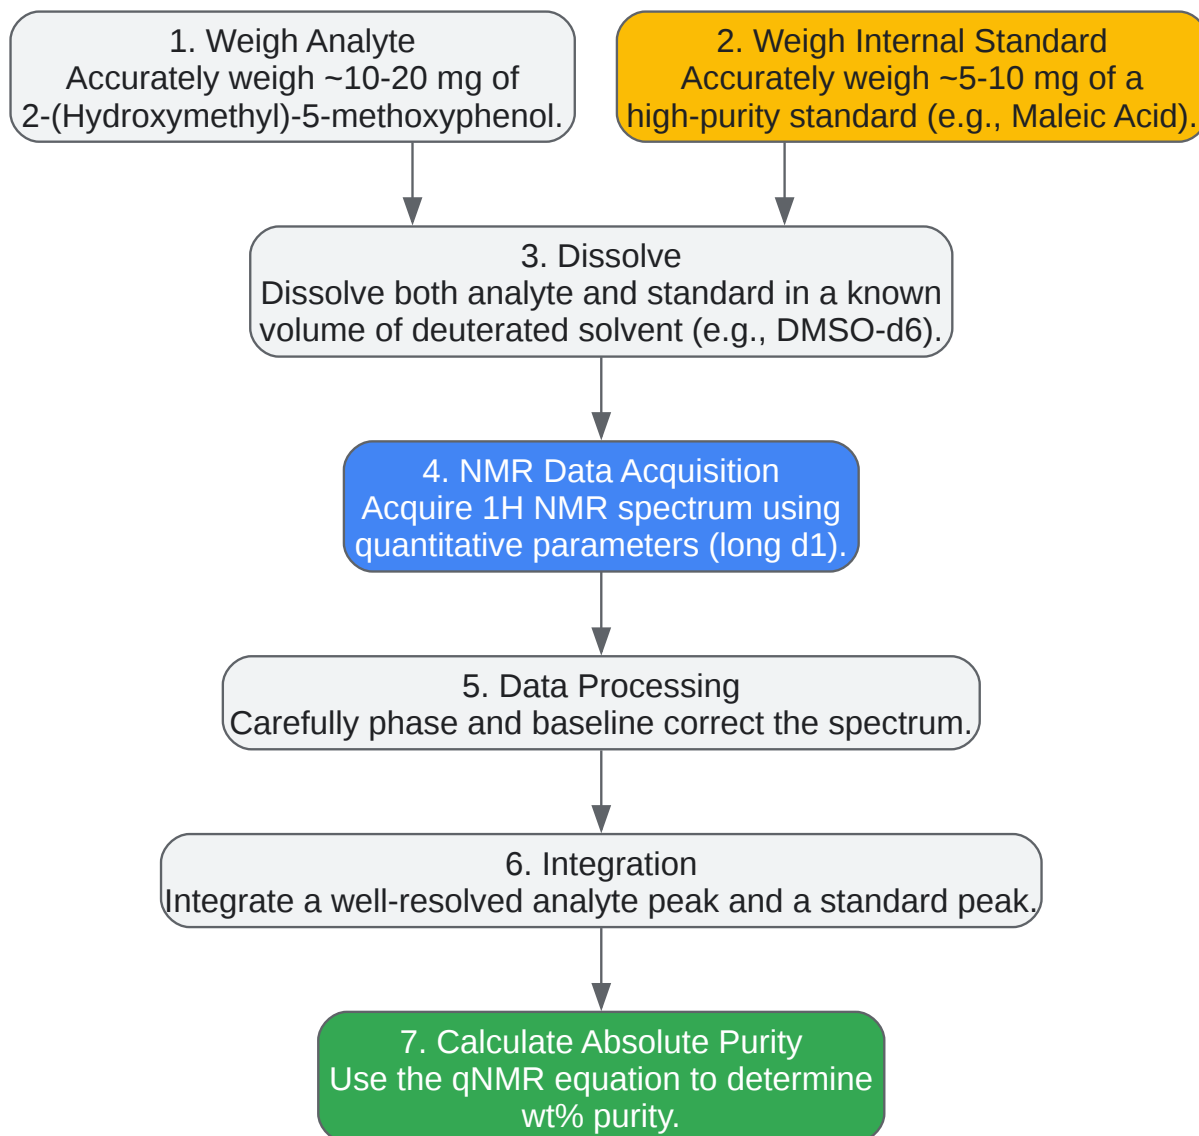 1. Weigh Analyte
Accurately weigh ~10-20 mg of
2-(Hydroxymethyl)-5-methoxyphenol.
2. Weigh Internal Standard
Accurately weigh ~5-10 mg of a
high-purity standard (e.g., Maleic Acid).
3. Dissolve
Dissolve both analyte and standard in a known
volume of deuterated solvent (e.g., DMSO-d6).
4. NMR Data Acquisition
Acquire 1H NMR spectrum using
quantitative parameters (long d1).
5. Data Processing
Carefully phase and baseline correct the spectrum.
6. Integration
Integrate a well-resolved analyte peak and a standard peak.
7. Calculate Absolute Purity
Use the qNMR equation to determine
wt% purity.